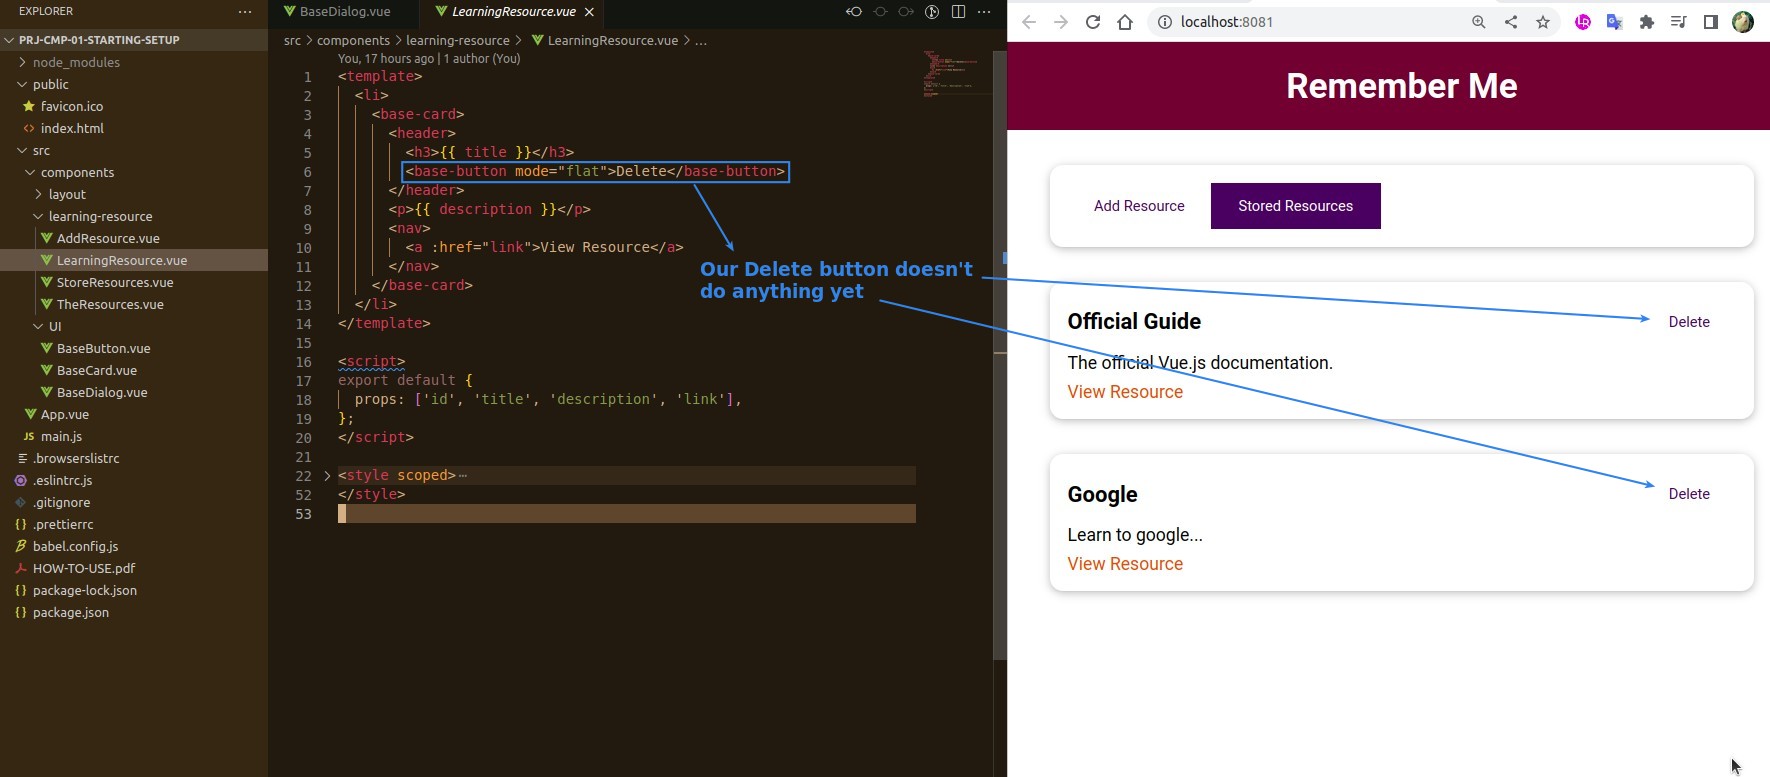 EXPLORER
PRJ-CMP-01-STARTING-SETUP
node_modules
public
favicon.ico
index.html
src
components
layout
learning-resource
AddResource.vue
LearningResource.vue
StoreResources.vue
TheResources.vue
UI
BaseButton.vue
BaseCard.vue
BaseDialog.vue
App.vue
JS main.js
.browserslistrc
.eslintrc.js
.gitignore
{} .prettierrc
babel.config.js
HOW-TO-USE.pdf
{} package-lock.json
{} package.json
BaseDialog.vue LearningResource.vue
src > components > learning-resource > LearningResource.vue > ...
You, 17 hours ago | 1 author (You)
1 <template>
2 <li>
3 <base-card>
4 <header>
5 <h3>{{ title }}</h3>
6 <base-button mode="flat">Delete</base-button>
7 </header>
8 <p>{{ description }}</p>
9 <nav>
10 <a :href="link">View Resource</a>
11 </nav>
12 </base-card>
13 </li>
14 </template>
15
16 <script>
17 export default {
18 props: ['id', 'title', 'description', 'link'],
19 };
20 </script>
21
22 <style scoped>…
52 </style>
53
Our Delete button doesn't
do anything yet
localhost:8081
Remember Me
Add Resource Stored Resources
Official Guide Delete
The official Vue.js documentation.
View Resource
Google Delete
Learn to google...
View Resource